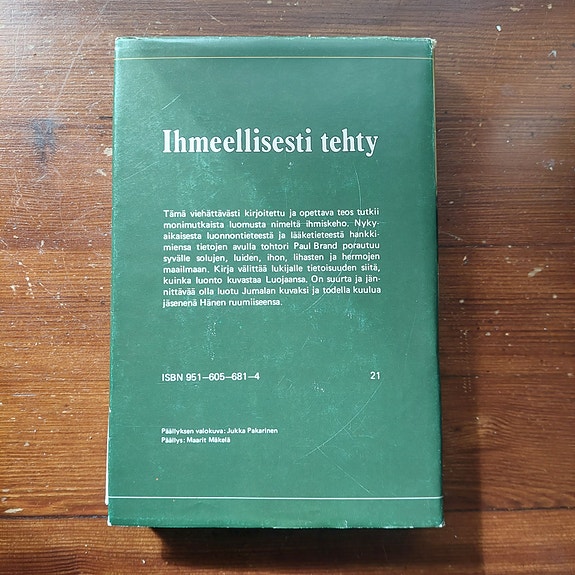 Ihmeellisesti tehty
Tämä viehättävästi kirjoitettu ja opettava teos tutkii
monimutkaista luomusta nimeltä ihmiskeho. Nyky-
aikaisesta luonnontieteestä ja lääketieteestä hankki-
miensa tietojen avulla tohtori Paul Brand porautuu
syvälle solujen, luiden, ihon, lihasten ja hermojen
maailmaan. Kirja välittää lukijalle tietoisuuden siitä,
kuinka luonto kuvastaa Luojaansa. On suurta ja jän-
nittävää olla luotu Jumalan kuvaksi ja todella kuulua
jäsenenä Hänen ruumiiseensa.
ISBN 951—605—681—4 21
Päällyksen valokuva: Jukka Pakarinen
Päällys: Maarit Mäkelä